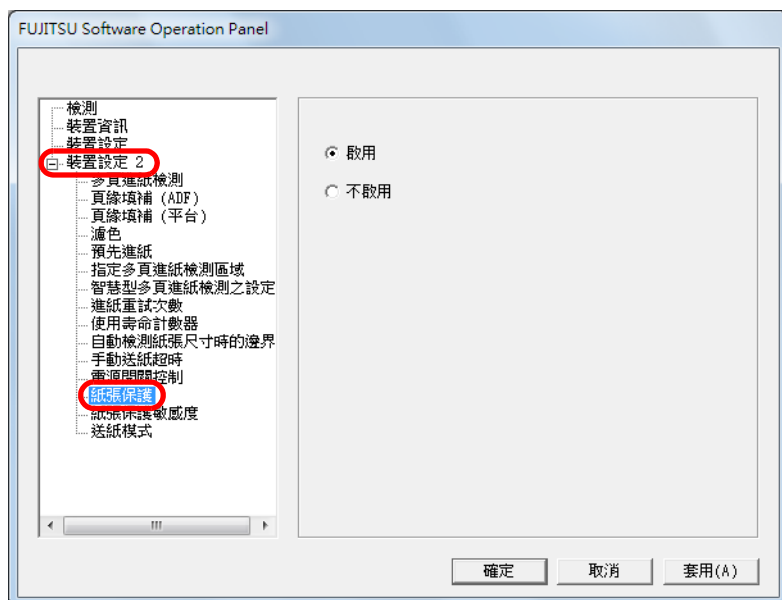 FUJITSU Software Operation Panel
檢測
裝置資訊
裝置設定
裝置設定 2
多頁進紙檢測
頁緣填補 (ADF)
頁緣填補 (平台)
濾色
預先進紙
指定多頁進紙檢測區域
智慧型多頁進紙檢測之設定
進紙重試次數
使用壽命計數器
自動檢測紙張尺寸時的邊界
手動送紙超時
電源開關控制
紙張保護
紙張保護敏感度
送紙模式
啟用
不啟用
確定
取消
套用(A)